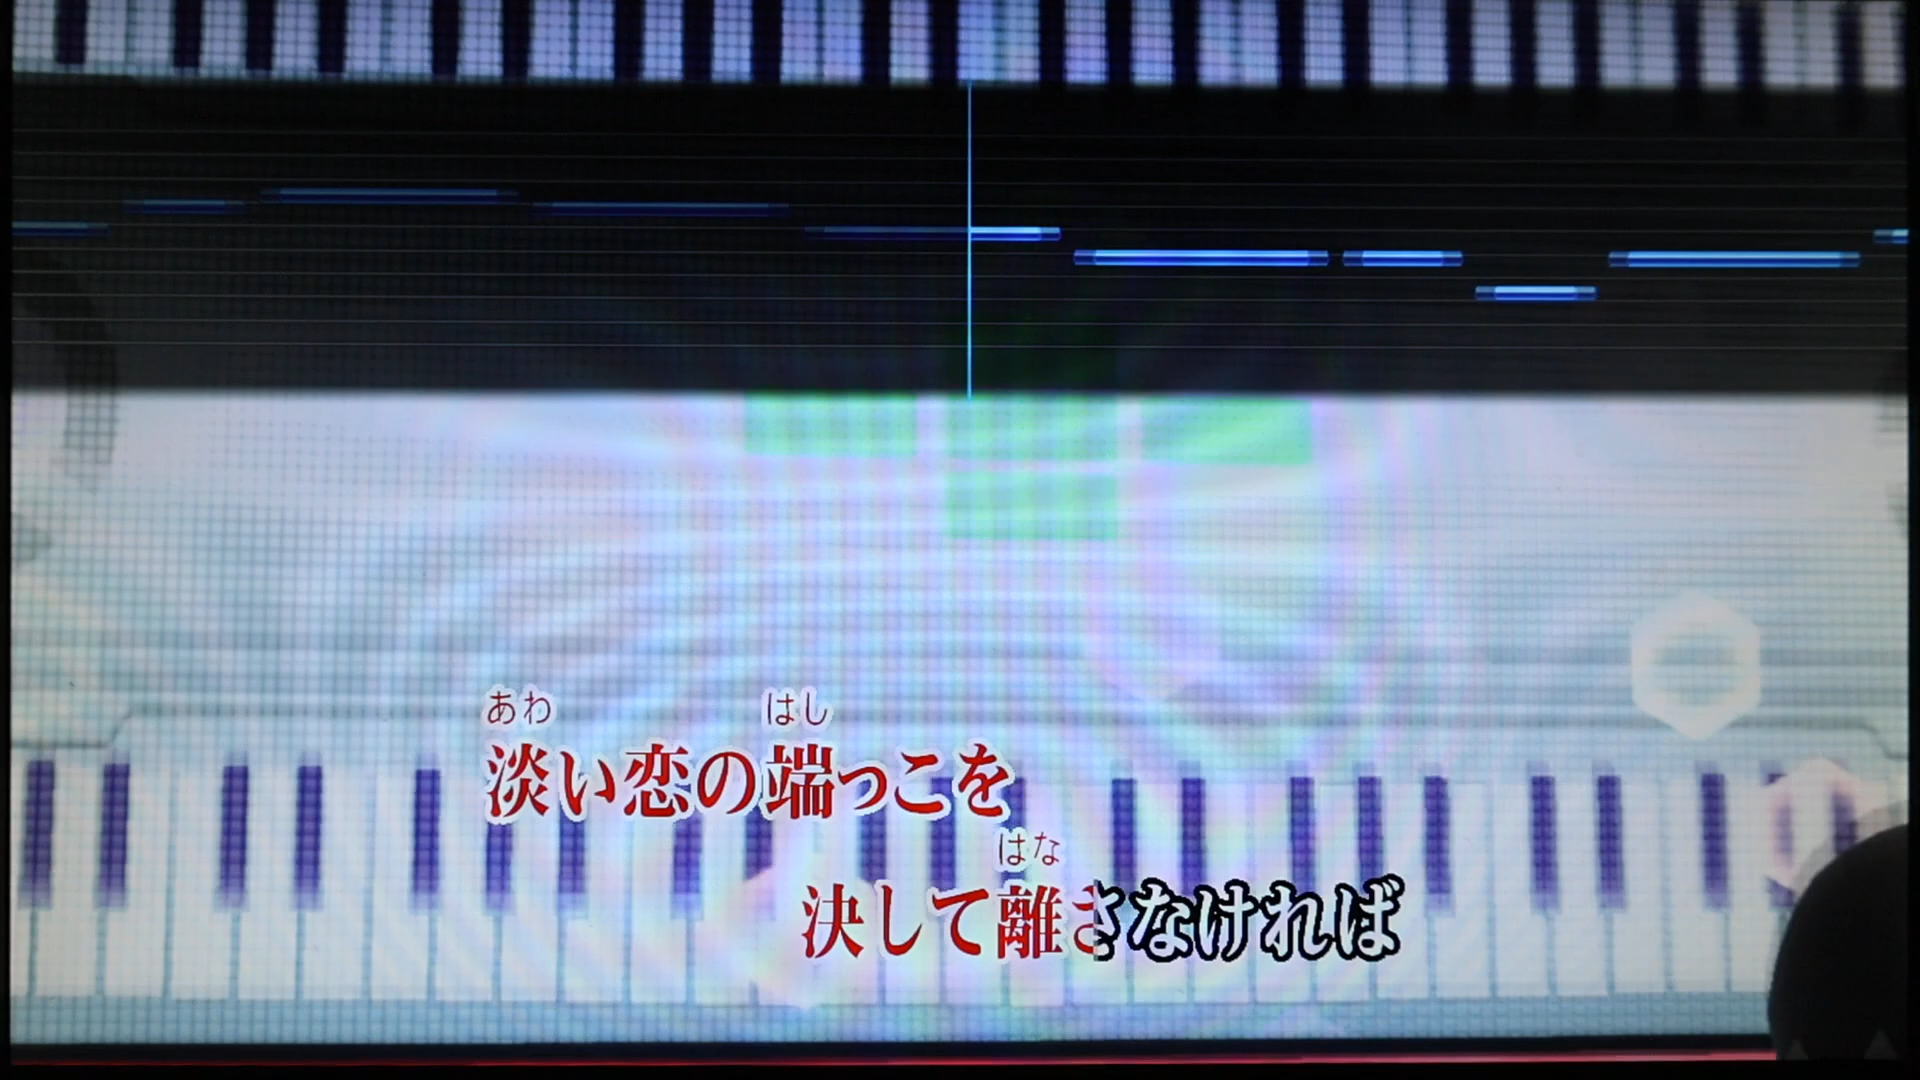 あわ はし
淡い恋の端っこを
はな
決して離さなければ